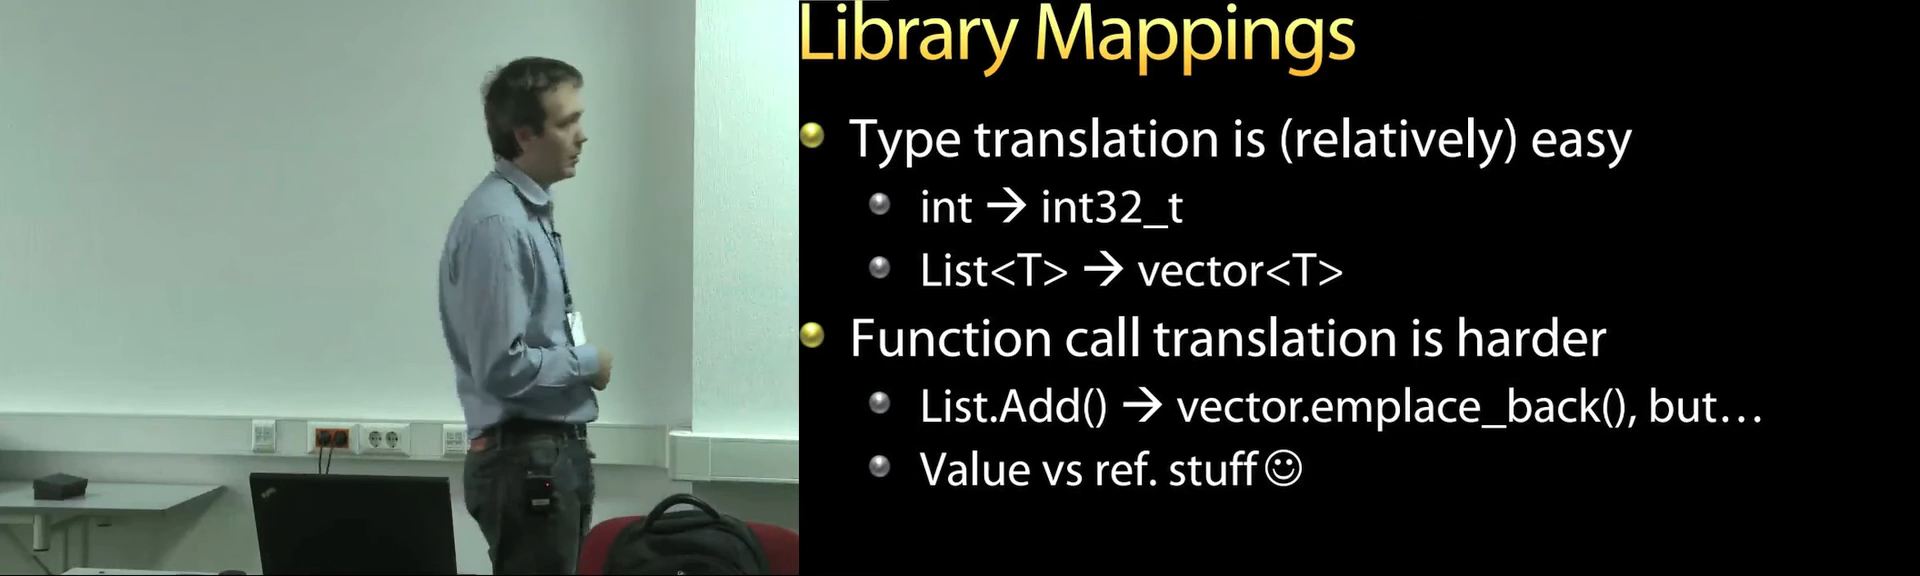 Library Mappings
Type translation is (relatively) easy
int → int32_t
List<T> → vector<T>
Function call translation is harder
List.Add() → vector.emplace_back(), but…
Value vs ref. stuff☺